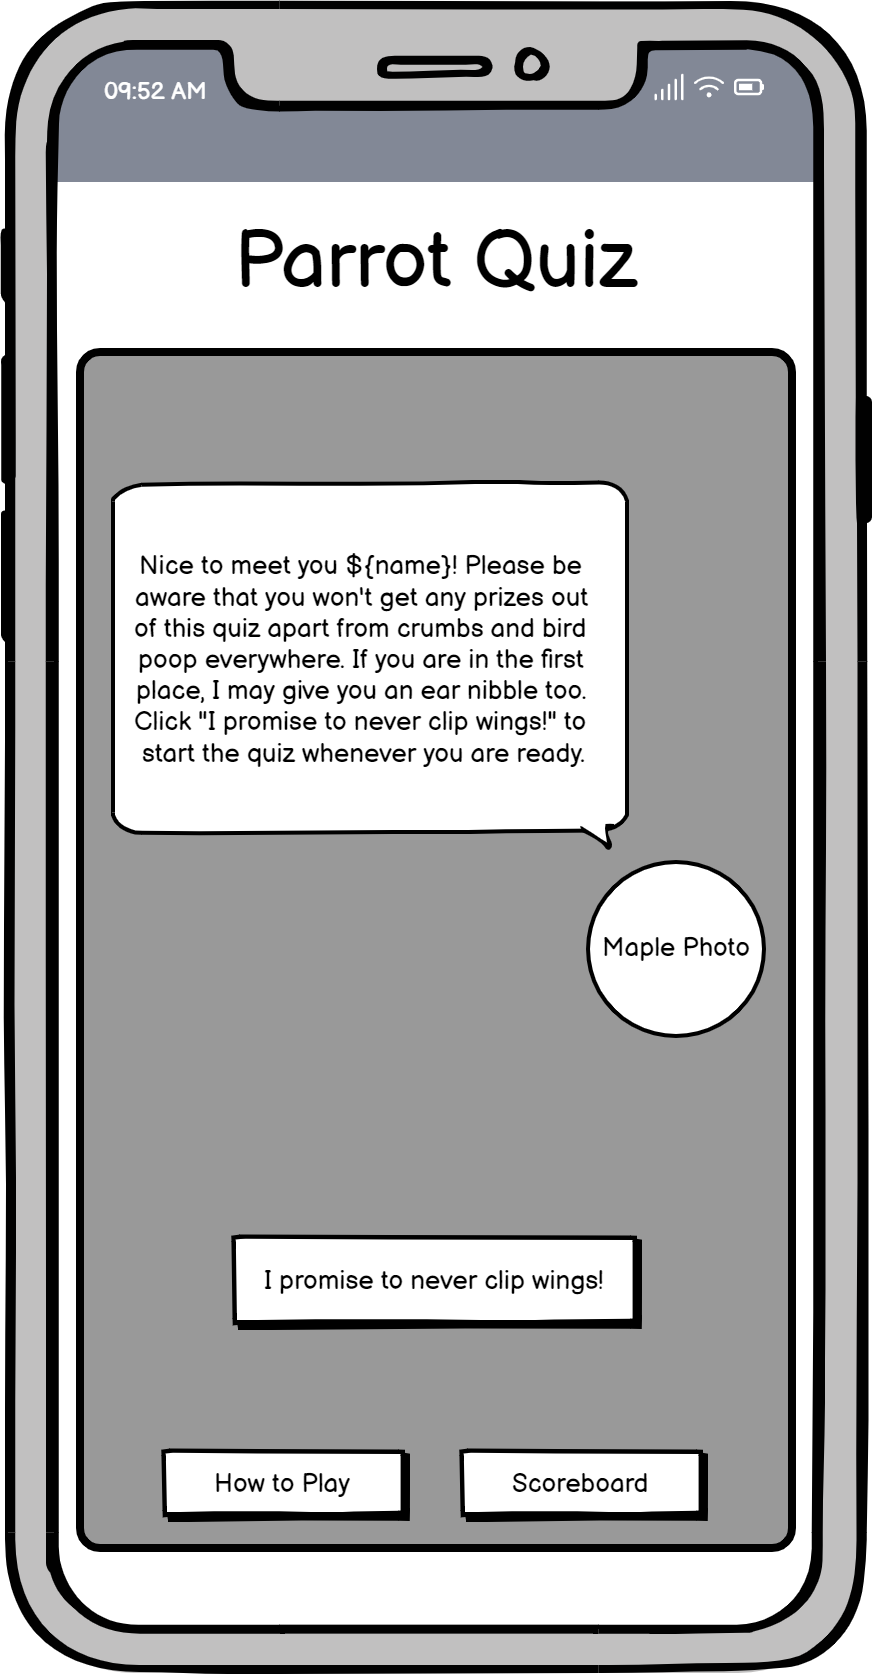 09:52 AM
Parrot Quiz
Nice to meet you ${name}! Please be
aware that you won't get any prizes out
of this quiz apart from crumbs and bird
poop everywhere. If you are in the first
place, I may give you an ear nibble too.
Click "I promise to never clip wings!" to
start the quiz whenever you are ready.
Maple Photo
I promise to never clip wings!
How to Play
Scoreboard